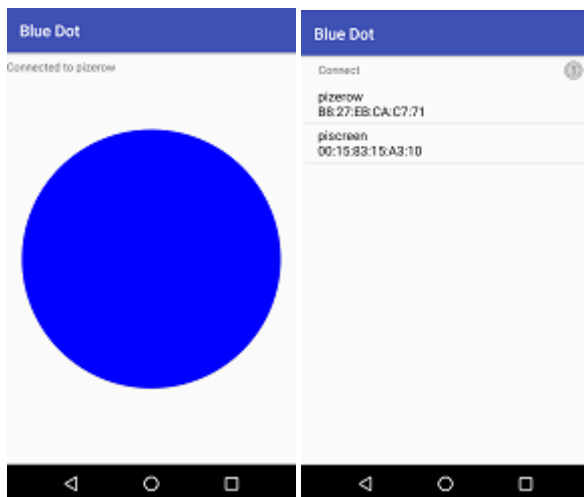 Blue Dot
Connected to pizerow
Blue Dot
Connect
pizerow
B8:27:EB:CA:C7:71
piscreen
00:15:83:15:A3:10